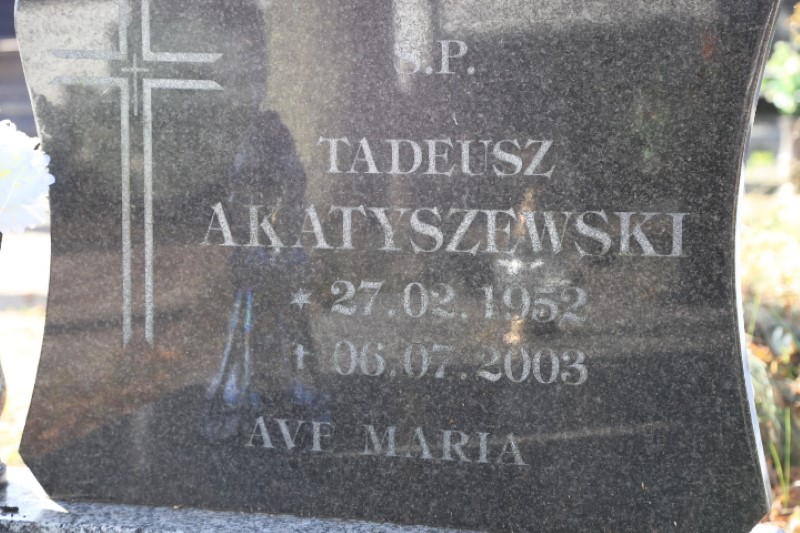 Ś.P.
TADEUSZ
AKATYSZEWSKI
* 27.02.1952
† 06.07.2003
AVE MARIA